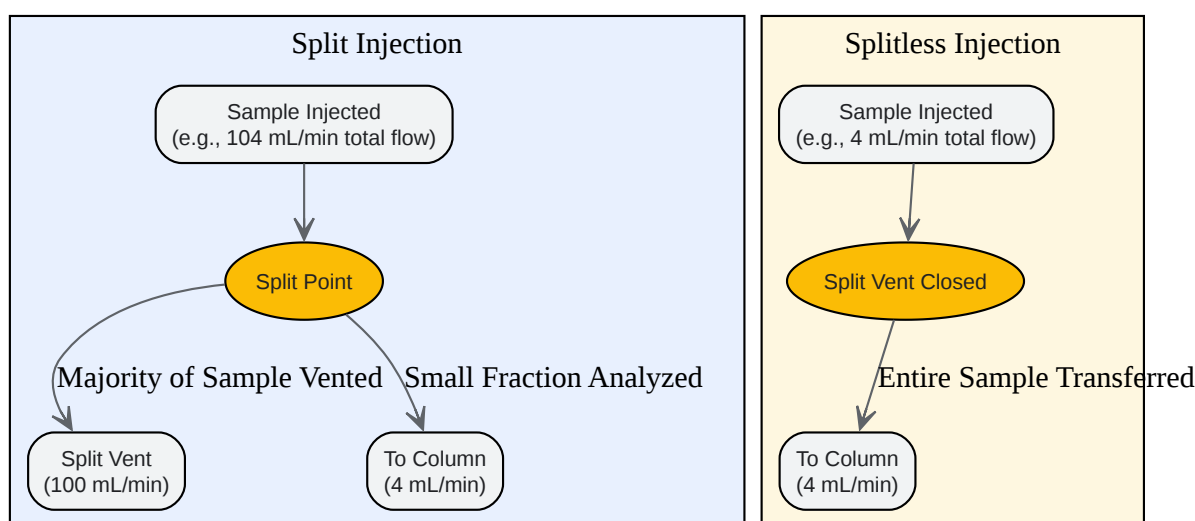 Split Injection
Sample Injected
(e.g., 104 mL/min total flow)
Split Point
Majority of Sample Vented
Small Fraction Analyzed
Split Vent
(100 mL/min)
To Column
(4 mL/min)
Splitless Injection
Sample Injected
(e.g., 4 mL/min total flow)
Split Vent Closed
Entire Sample Transferred
To Column
(4 mL/min)